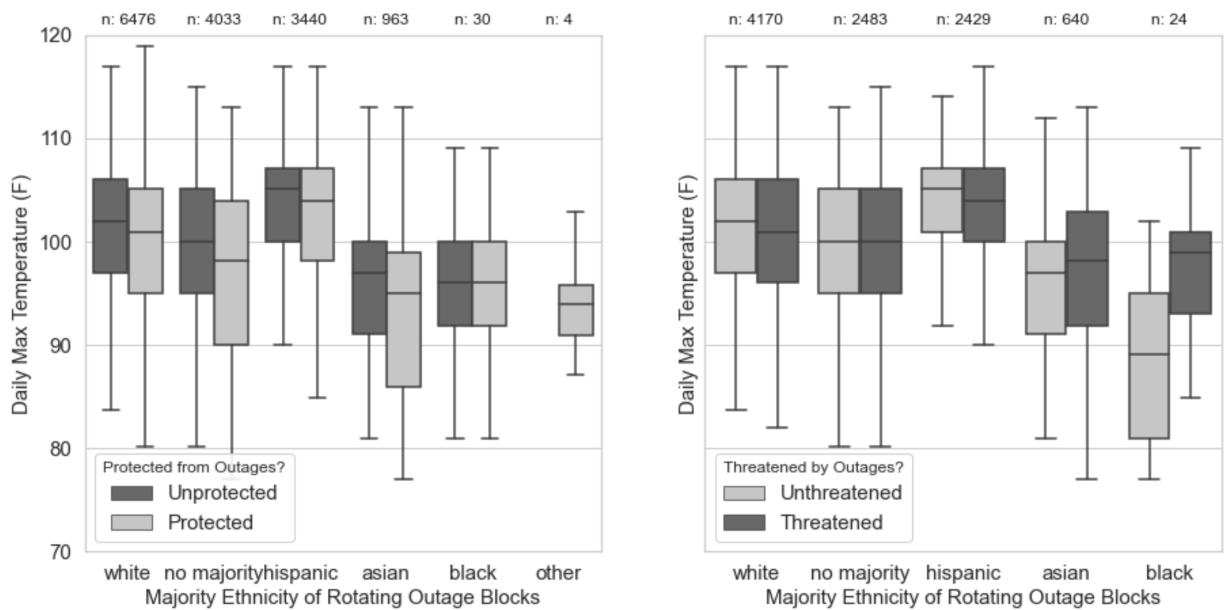 n: 6476 n: 4033 n: 3440 n: 963 n: 30 n: 4
120
110
100
90
80
70
Daily Max Temperature (F)
Protected from Outages?
Unprotected
Protected
white no majority hispanic asian black other
Majority Ethnicity of Rotating Outage Blocks
n: 4170 n: 2483 n: 2429 n: 640 n: 24
Daily Max Temperature (F)
Threatened by Outages?
Unthreatened
Threatened
white no majority hispanic asian black
Majority Ethnicity of Rotating Outage Blocks